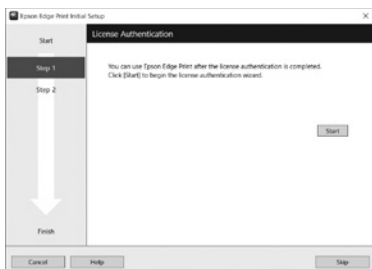 Epson Edge Print Initial Setup
Start
License Authentication
Step 1
You can use Epson Edge Print after the license authentication is completed.
Click [Start] to begin the license authentication wizard.
Step 2
Start
Finish
Cancel
Help
Skip